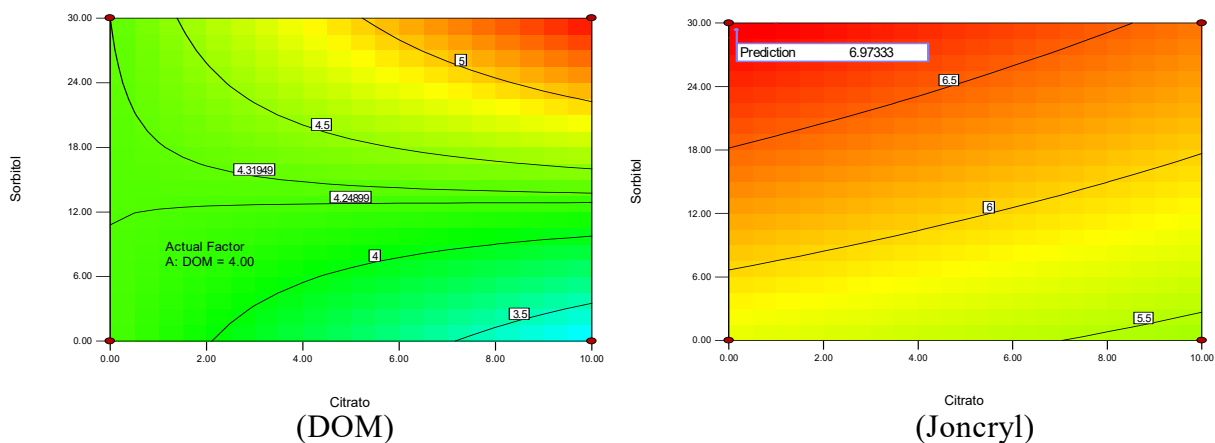 30.00
24.00
18.00
12.00
6.00
0.00
Sorbitol
5
4.5
4.31949
4.24899
Actual Factor
A: DOM = 4.00
4
3.5
0.00 2.00 4.00 6.00 8.00 10.00
Citrato
(DOM)
30.00
24.00
18.00
12.00
6.00
0.00
Sorbitol
Prediction 6.97333
6.5
6
5.5
0.00 2.00 4.00 6.00 8.00 10.00
Citrato
(Joncryl)